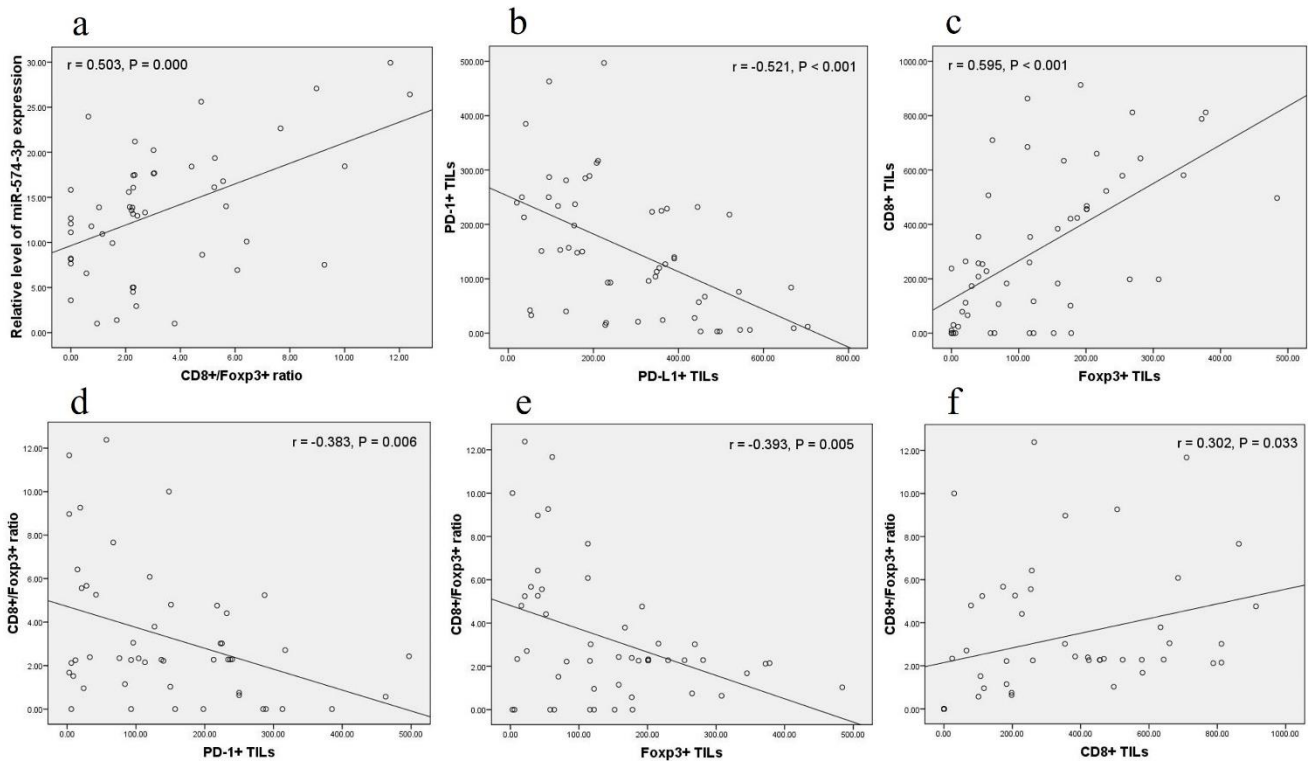 a
r = 0.503, P = 0.000
Relative level of miR-574-3p expression
30.00
25.00
20.00
15.00
10.00
5.00
0.00
0.00 2.00 4.00 6.00 8.00 10.00 12.00
CD8+/Foxp3+ ratio
b
r = -0.521, P < 0.001
PD-1+ TILs
500.00
400.00
300.00
200.00
100.00
0.00
0.00 200.00 400.00 600.00 800.00
PD-L1+ TILs
c
r = 0.595, P < 0.001
CD8+ TILs
1000.00
800.00
600.00
400.00
200.00
0.00
0.00 100.00 200.00 300.00 400.00 500.00
Foxp3+ TILs
d
r = -0.383, P = 0.006
CD8+/Foxp3+ ratio
12.00
10.00
8.00
6.00
4.00
2.00
0.00
0.00 100.00 200.00 300.00 400.00 500.00
PD-1+ TILs
e
r = -0.393, P = 0.005
CD8+/Foxp3+ ratio
12.00
10.00
8.00
6.00
4.00
2.00
0.00
0.00 100.00 200.00 300.00 400.00 500.00
Foxp3+ TILs
f
r = 0.302, P = 0.033
CD8+/Foxp3+ ratio
12.00
10.00
8.00
6.00
4.00
2.00
0.00
0.00 200.00 400.00 600.00 800.00 1000.00
CD8+ TILs